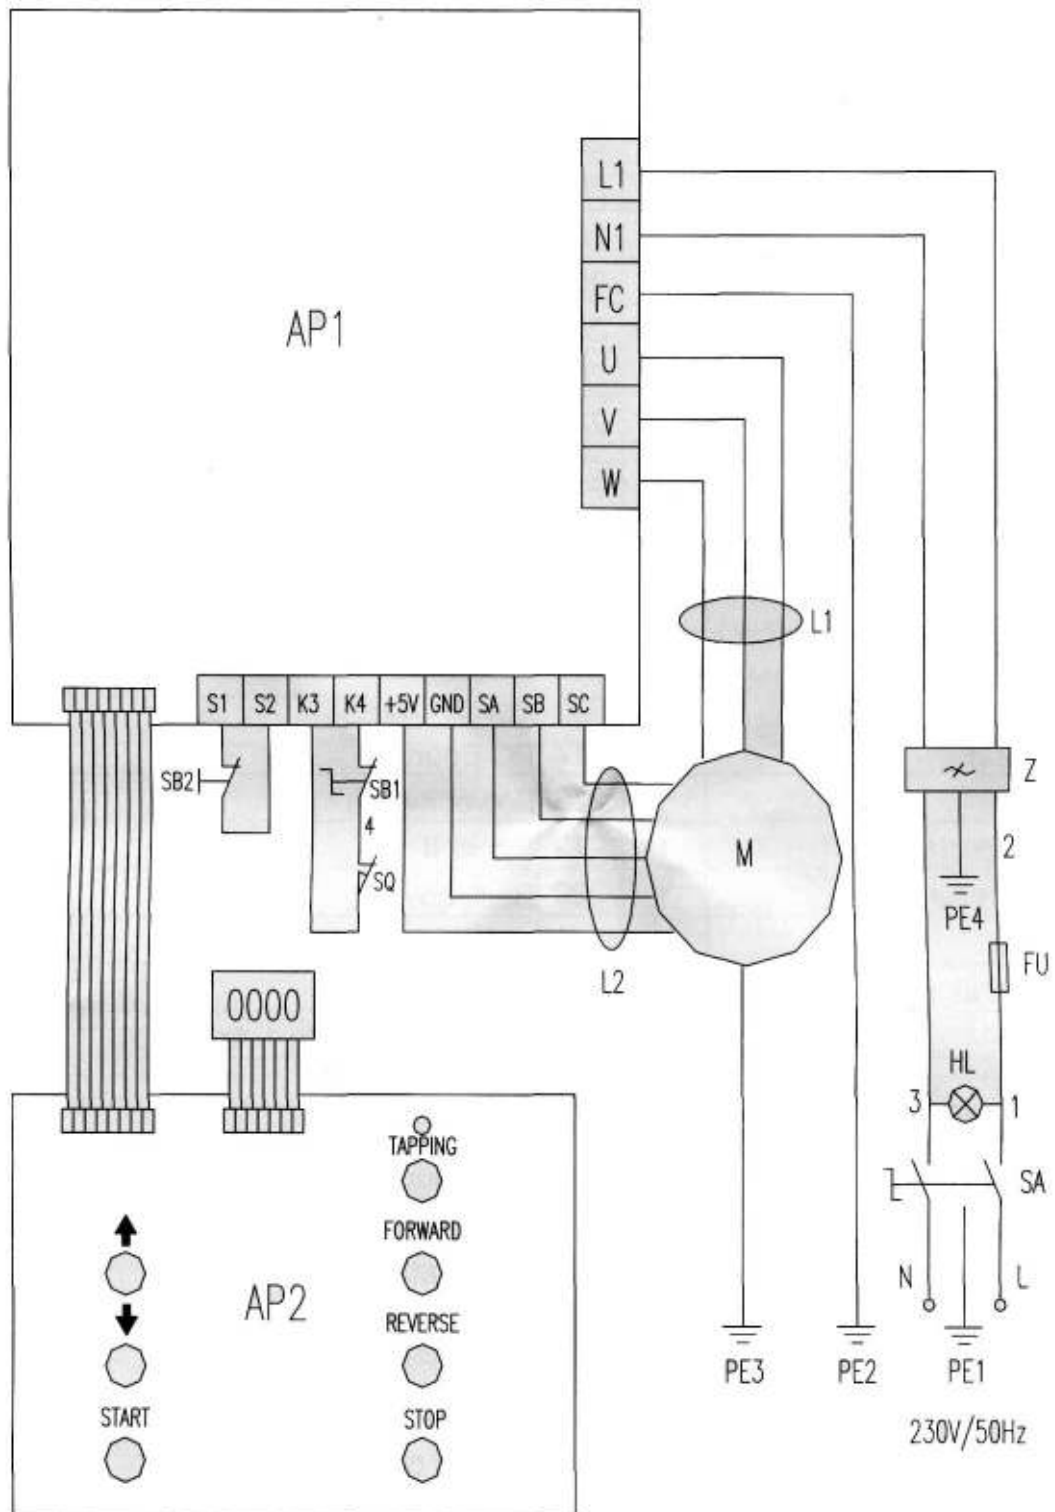 L1
N1
FC
AP1
U
V
W
L1
S1 S2 K3 K4 +5V GND SA SB SC
SB2
SB1
4
SQ
M
Z
2
PE4
FU
L2
0000
HL
3
1
TAPPING
SA
FORWARD
N
L
AP2
REVERSE
PE3
PE2
PE1
START
STOP
230V/50Hz